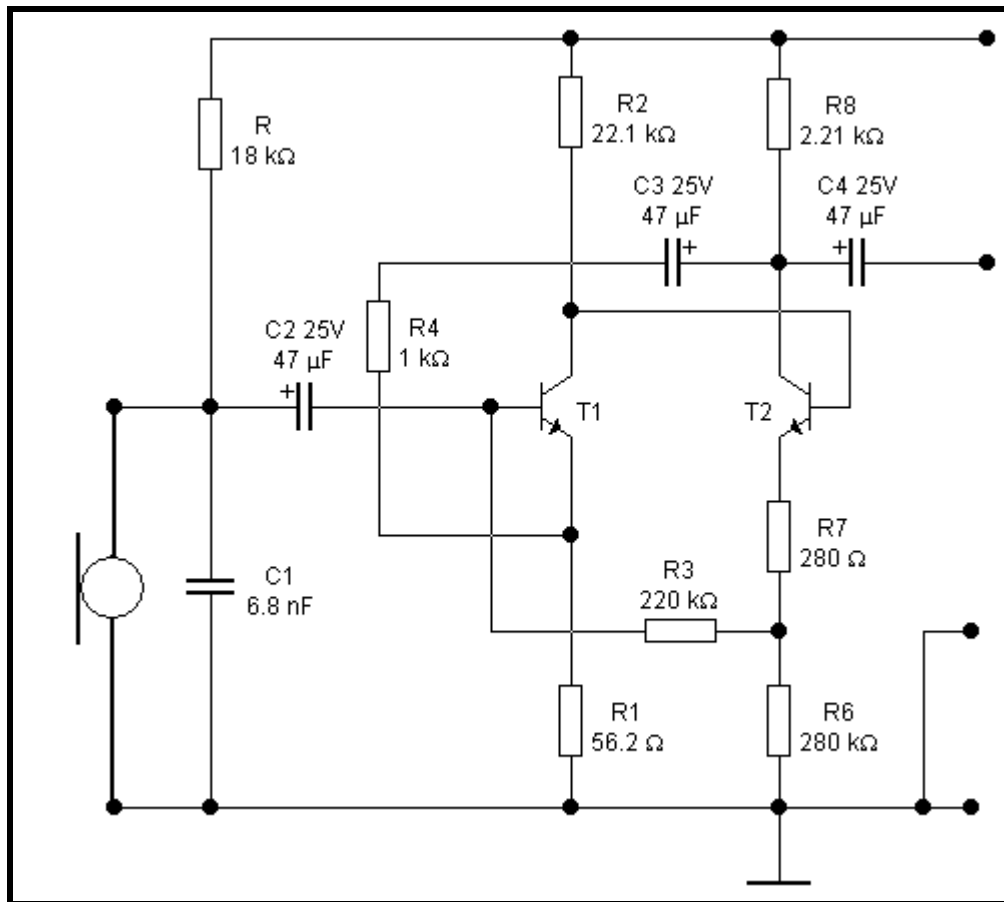 R
18 kΩ
R2
22.1 kΩ
R8
2.21 kΩ
C3 25V
47 µF
+
C4 25V
47 µF
+
C2 25V
47 µF
+
R4
1 kΩ
T1
T2
R7
280 Ω
C1
6.8 nF
R3
220 kΩ
R1
56.2 Ω
R6
280 kΩ